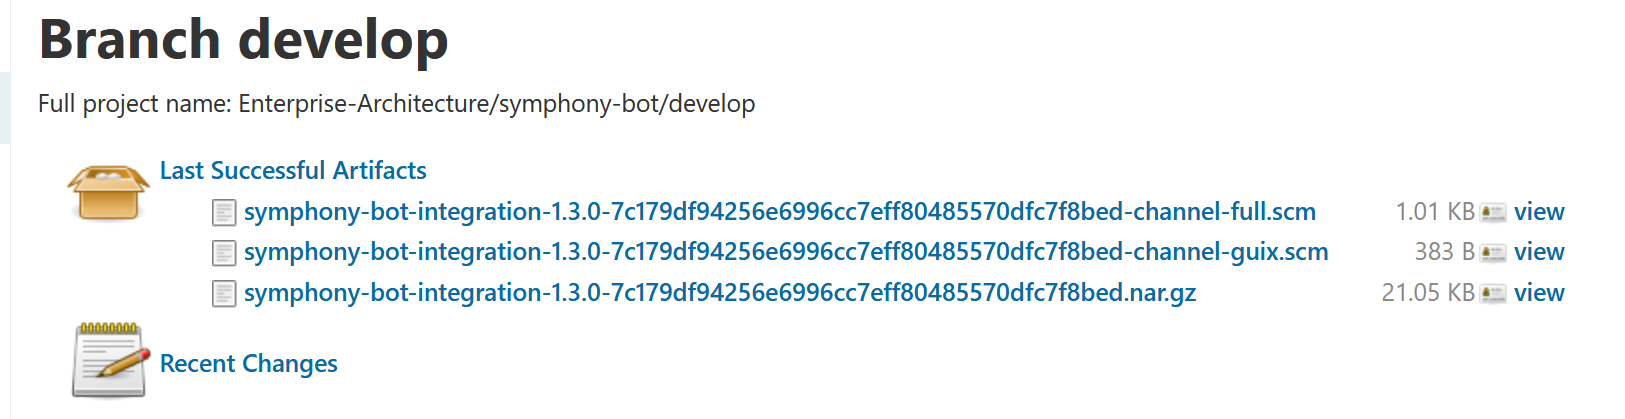 Branch develop
Full project name: Enterprise-Architecture/symphony-bot/develop
Last Successful Artifacts
symphony-bot-integration-1.3.0-7c179df94256e6996cc7eff80485570dfc7f8bed-channel-full.scm 1.01 KB view
symphony-bot-integration-1.3.0-7c179df94256e6996cc7eff80485570dfc7f8bed-channel-guix.scm 383 B view
symphony-bot-integration-1.3.0-7c179df94256e6996cc7eff80485570dfc7f8bed.nar.gz 21.05 KB view
Recent Changes